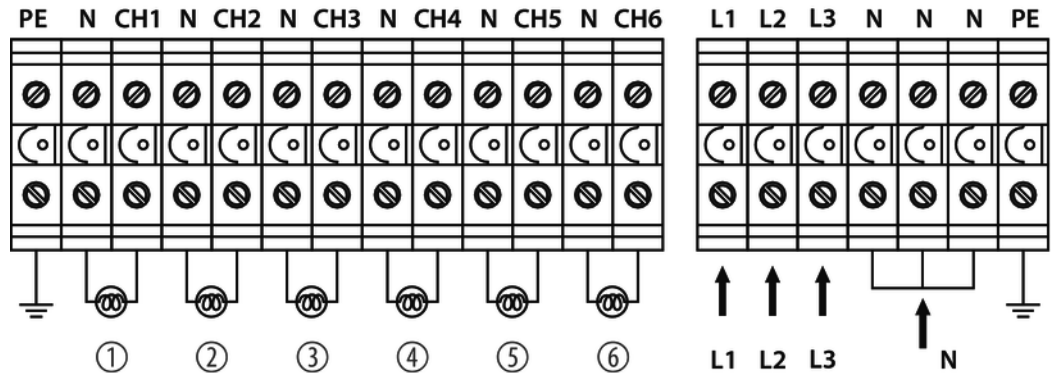 PE N CH1 N CH2 N CH3 N CH4 N CH5 N CH6 L1 L2 L3 N N N PE
① ② ③ ④ ⑤ ⑥ L1 L2 L3 N